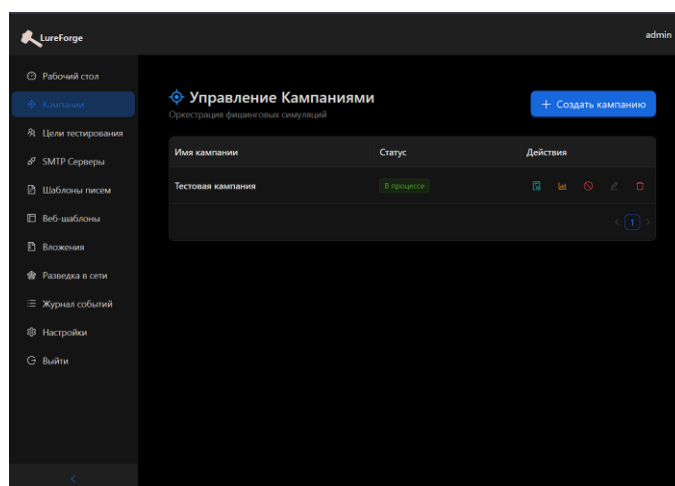 LureForge
admin
Рабочий стол
Кампании
Цели тестирования
SMTP Серверы
Шаблоны писем
Веб-шаблоны
Вложения
Разведка в сети
Журнал событий
Настройки
Выйти
Управление Кампаниями
Оркестрация фишинговых симуляций
+ Создать кампанию
Имя кампании Статус Действия
Тестовая кампания В процессе
< 1 >
<